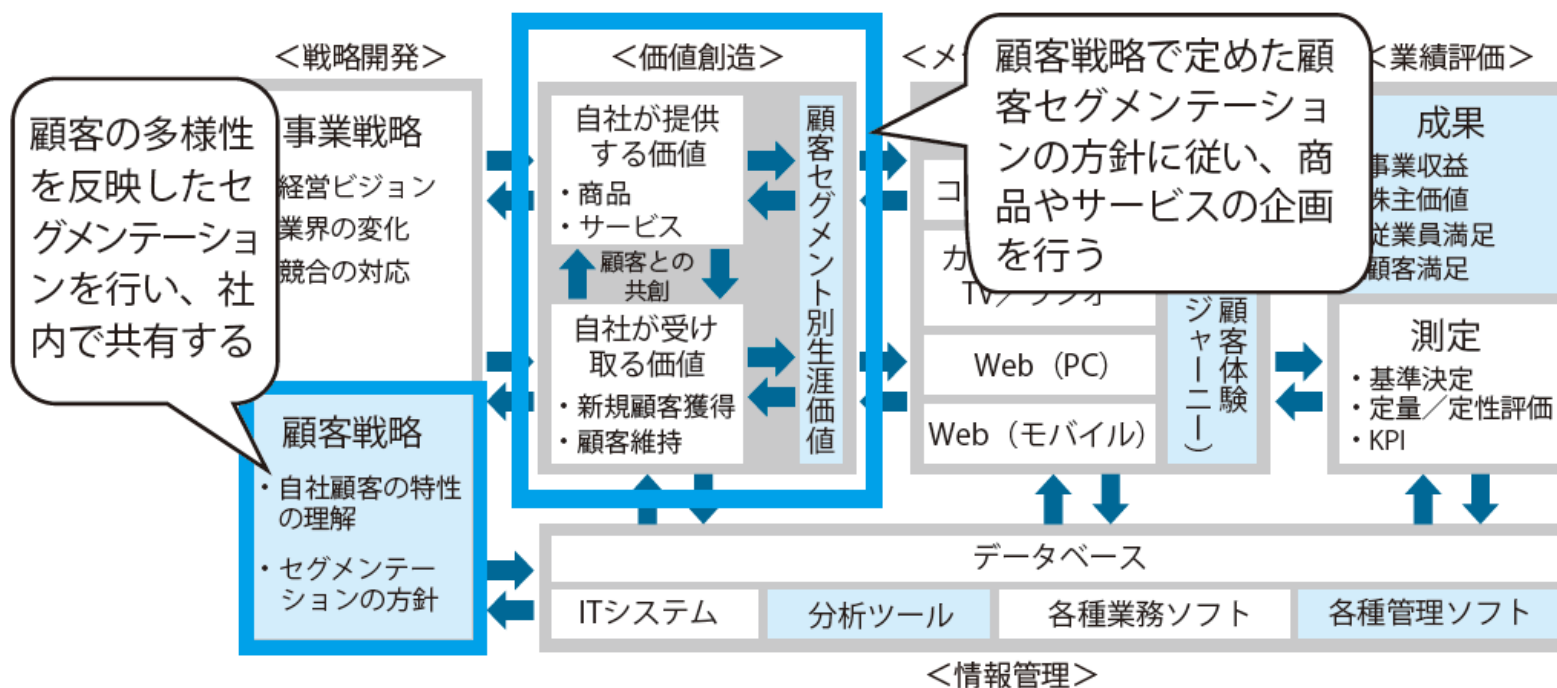 ＜戦略開発＞
顧客の多様性
を反映したセ
グメンテーショ
ンを行い、社
内で共有する
事業戦略
経営ビジョン
業界の変化
競合の対応
顧客戦略
・自社顧客の特性
の理解
・セグメンテー
ションの方針
＜価値創造＞
自社が提供
する価値
・商品
・サービス
顧客との
共創
自社が受け
取る価値
・新規顧客獲得
・顧客維持
顧客セグメント別生涯価値
＜メ
顧客戦略で定めた顧
客セグメンテーショ
ンの方針に従い、商
品やサービスの企画
を行う
コ
カ
TV／ラジオ
Web（PC）
Web（モバイル）
顧客体験
ジャーニー）
＜業績評価＞
成果
事業収益
株主価値
従業員満足
顧客満足
測定
・基準決定
・定量／定性評価
・KPI
データベース
ITシステム
分析ツール
各種業務ソフト
各種管理ソフト
＜情報管理＞